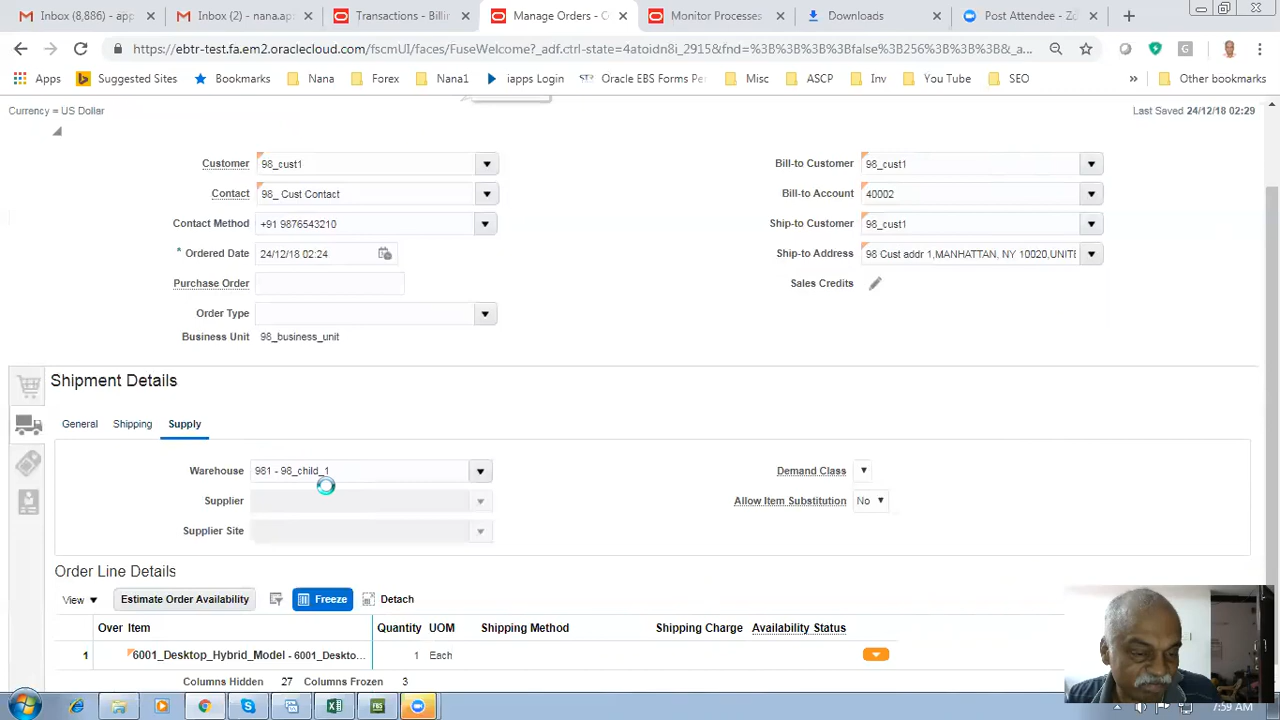 Inbox (8,886) - app
Inbox () - nana.ap
Transactions - Billin
Manage Orders - C
Monitor Processe
Downloads
Post Attendee - Zo
https://ebtr-test.fa.em2.oraclecloud.com/fscmUI/faces/FuseWelcome?_adf.ctrl-state=4atoidn8i_2915&fnd=%3B%3B%3B%3Bfalse%3B256%3B%3B%3B&_a...
Apps
Suggested Sites
Bookmarks
Nana
Forex
Nana1
iapps Login
Oracle EBS Forms Pe
Misc
ASCP
Inv
You Tube
SEO
»
Other bookmarks
Currency = US Dollar
Last Saved 24/12/18 02:29
Customer 98_cust1
Bill-to Customer 98_cust1
Contact 98_ Cust Contact
Bill-to Account 40002
Contact Method +91 9876543210
Ship-to Customer 98_cust1
* Ordered Date 24/12/18 02:24
Ship-to Address 98 Cust addr 1,MANHATTAN, NY 10020,UNITE
Purchase Order
Sales Credits
Order Type
Business Unit 98_business_unit
Shipment Details
General Shipping Supply
Warehouse 981 - 98_child_1
Demand Class
Supplier
Allow Item Substitution No
Supplier Site
Order Line Details
View Estimate Order Availability Freeze Detach
Over Item Quantity UOM Shipping Method Shipping Charge Availability Status
1 6001_Desktop_Hybrid_Model - 6001_Deskto... 1 Each
Columns Hidden 27 Columns Frozen 3
7:59 AM